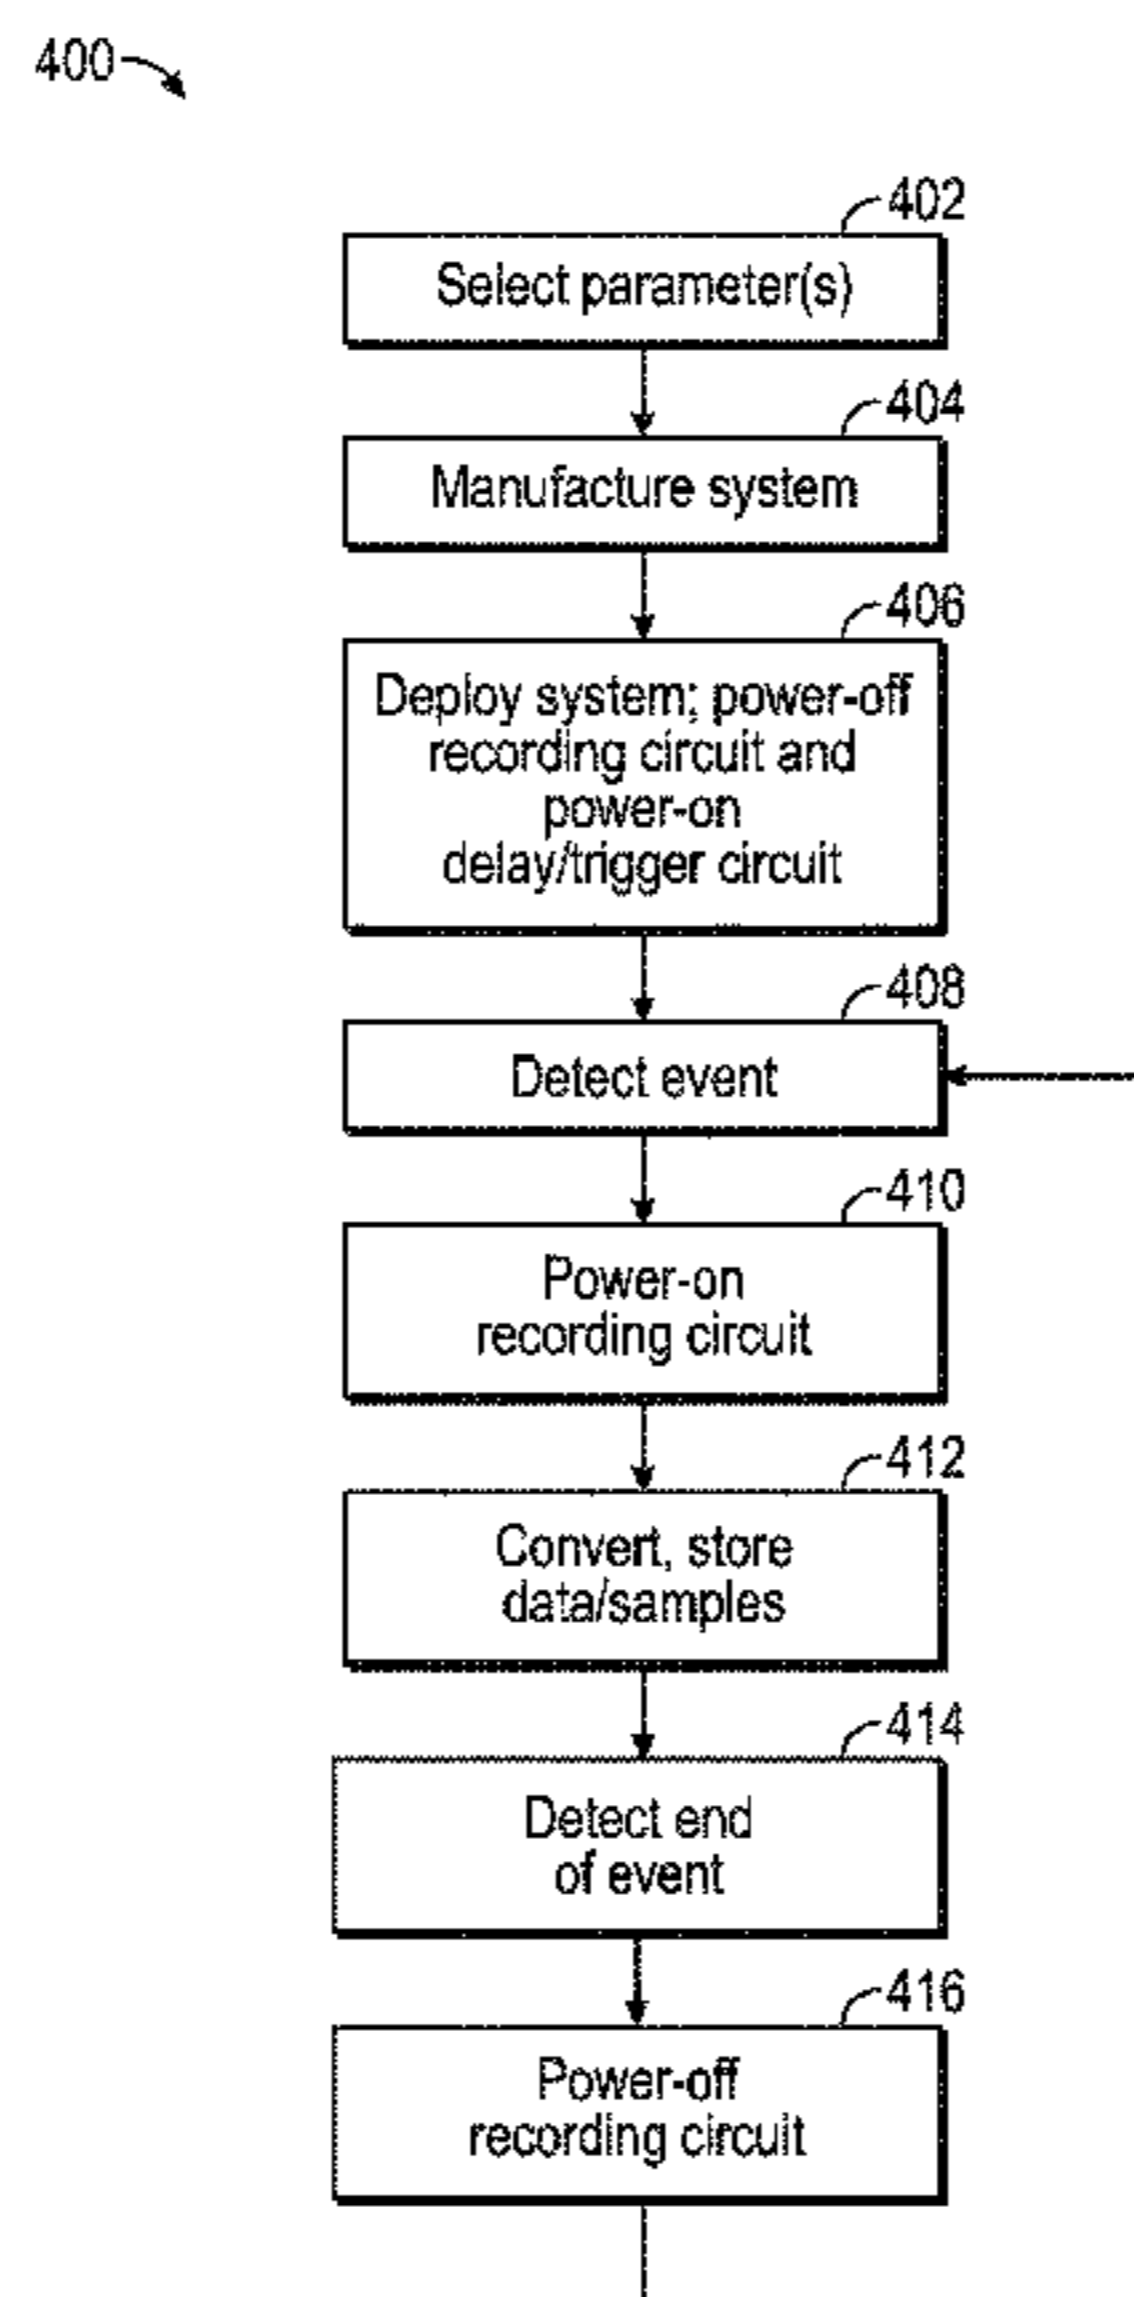 400
402
Select parameter(s)
404
Manufacture system
406
Deploy system; power-off
recording circuit and
power-on
delay/trigger circuit
408
Detect event
410
Power-on
recording circuit
412
Convert, store
data/samples
414
Detect end
of event
416
Power-off
recording circuit